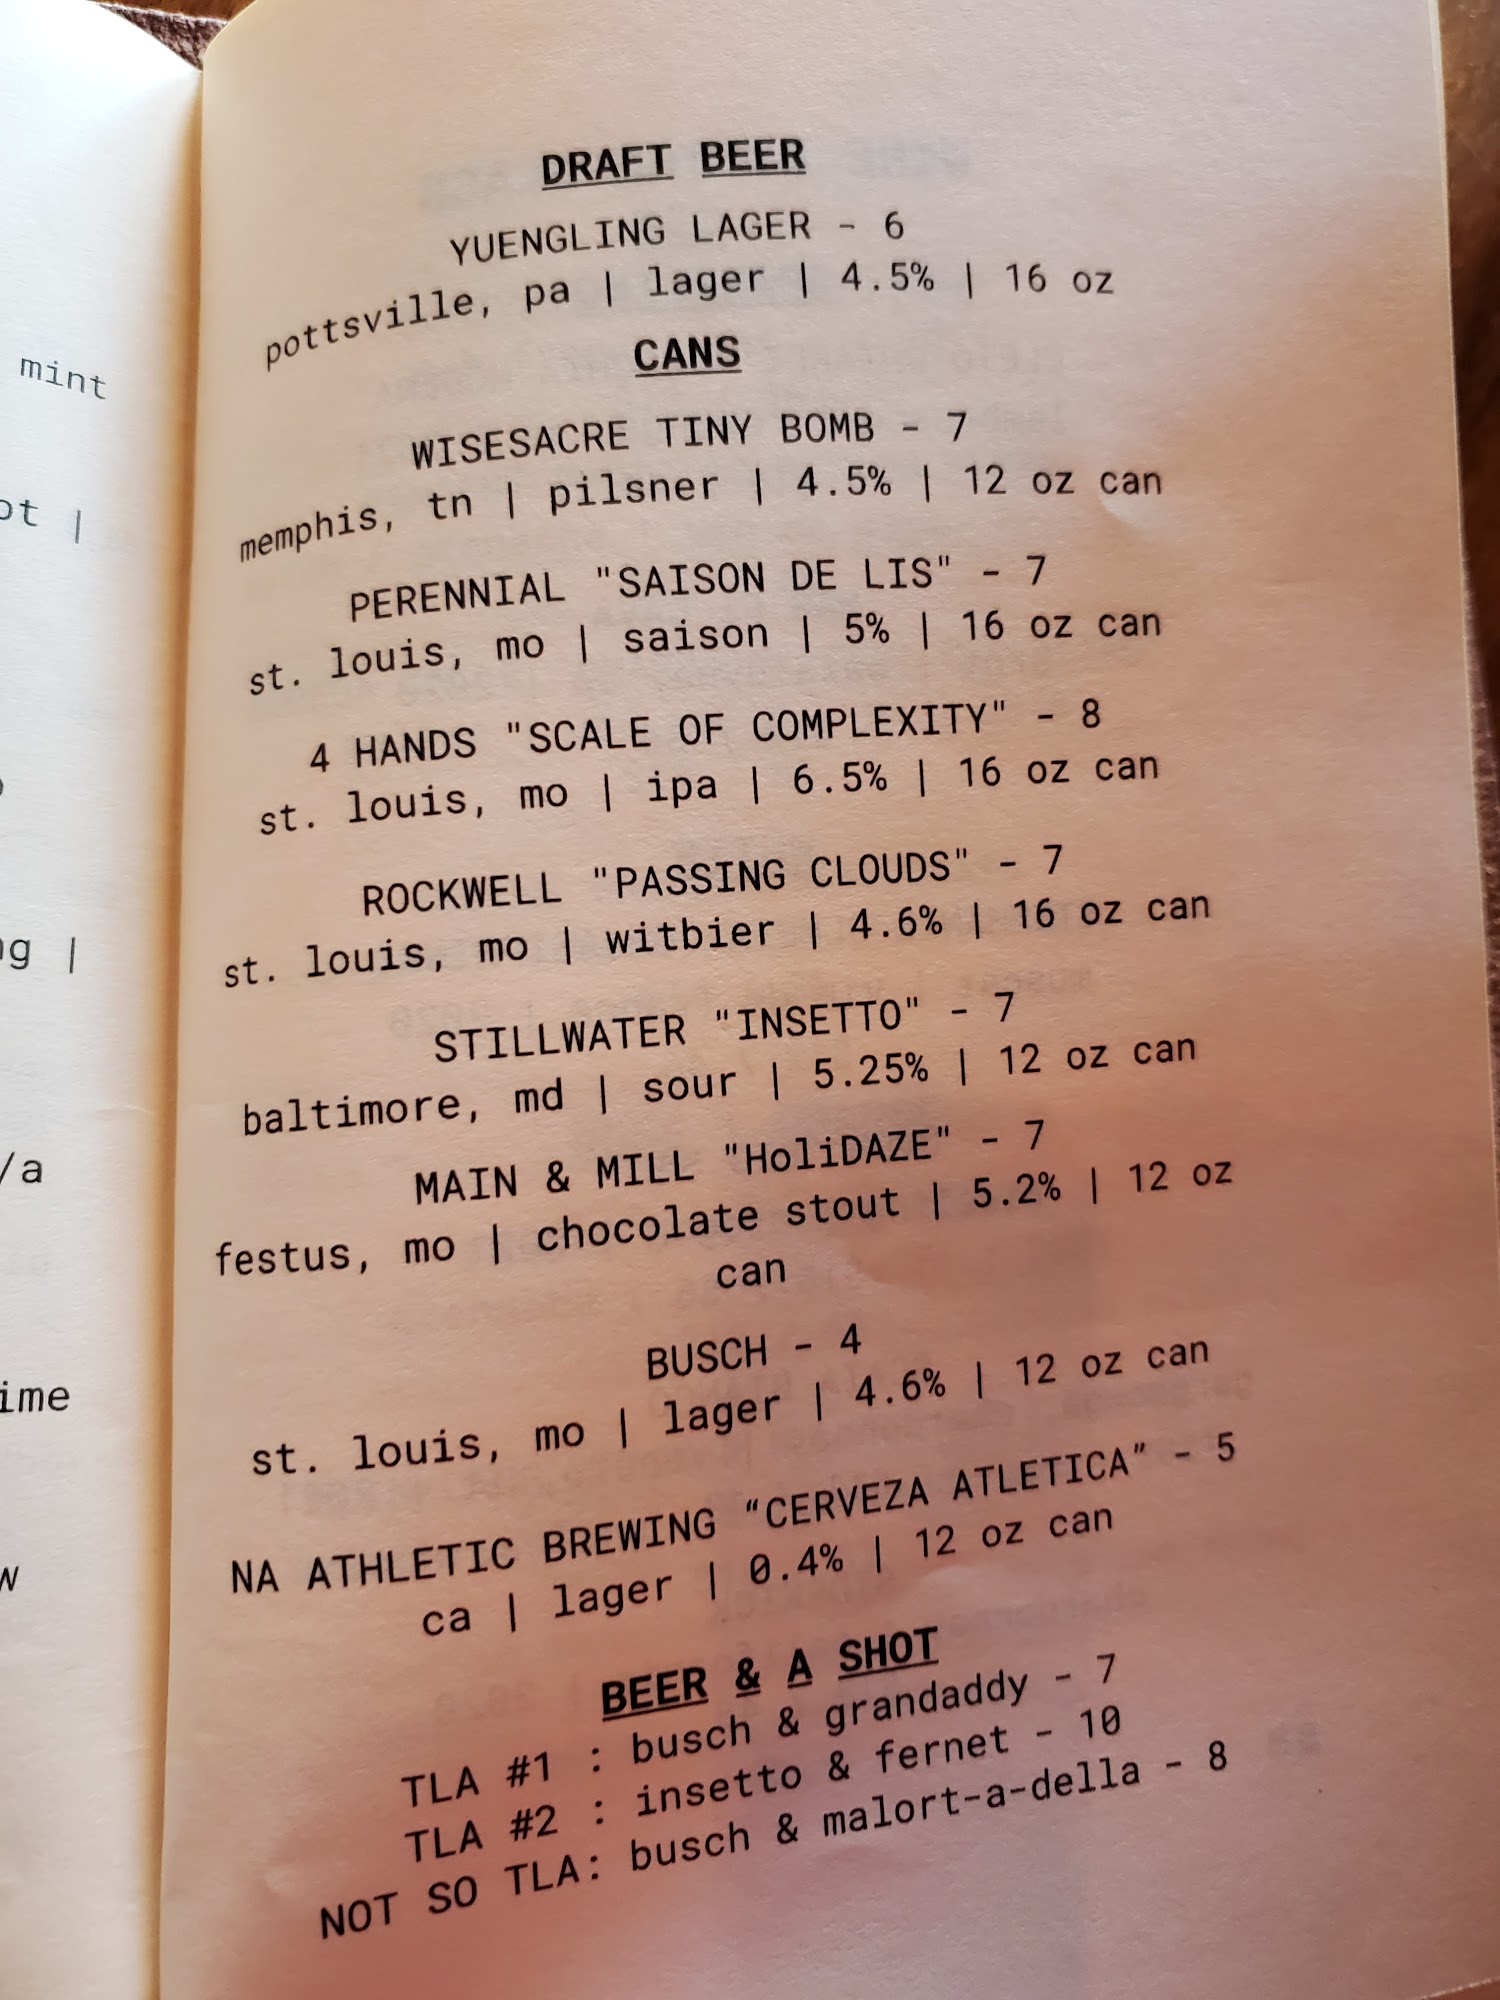 mint
|
|
/a
DRAFT BEER
YUENGLING LAGER - 6
pottsville, pa | lager | 4.5% | 16 oz
CANS
WISESACRE TINY BOMB - 7
memphis, tn | pilsner | 4.5% | 12 oz can
PERENNIAL "SAISON DE LIS" - 7
st. louis, mo | saison | 5% | 16 oz can
4 HANDS "SCALE OF COMPLEXITY" - 8
st. louis, mo | ipa | 6.5% | 16 oz can
ROCKWELL "PASSING CLOUDS" - 7
st. louis, mo | witbier | 4.6% | 16 oz can
STILLWATER "INSETTO" - 7
baltimore, md | sour | 5.25% | 12 oz can
MAIN & MILL "HoliDAZE" - 7
festus, mo | chocolate stout | 5.2% | 12 oz
can
BUSCH - 4
st. louis, mo | lager | 4.6% | 12 oz can
NA ATHLETIC BREWING “CERVEZA ATLETICA” - 5
ca | lager | 0.4% | 12 oz can
BEER & A SHOT
TLA #1 : busch & grandaddy - 7
TLA #2 : insetto & fernet - 10
NOT SO TLA: busch & malort-a-della - 8